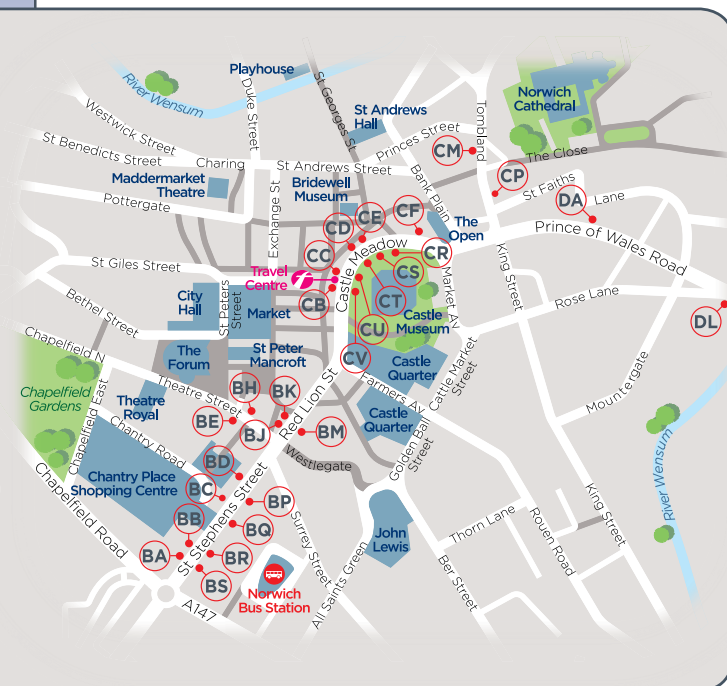 Playhouse
River Wensum
Duke Street
St Georges St
St Andrews
Hall
Norwich
Cathedral
Westwick Street
Tombland
Princes Street
CM
St Benedicts Street
Charing
St Andrews Street
The Close
Maddermarket
Theatre
Bridewell
Museum
Bank Plain
CP
St Faiths
Lane
DA
Pottergate
Exchange St
CD
CE
CF
The
Open
Prince of Wales Road
St Giles Street
CC
Castle Meadow
CR
CS
King Street
Travel
Centre
CB
CT
Market Av
Rose Lane
Bethel Street
City
Hall
St Peters
Street
Market
CU
Castle
Museum
DL
Chapelfield N
The
Forum
St Peter
Mancroft
CV
Castle
Quarter
Cattle Market
Street
Chapelfield
Gardens
Chapelfield East
Theatre Street
BH
BK
Red Lion St
Farmers Av
Mountergate
Theatre
Royal
BE
BJ
BM
Castle
Quarter
Golden Ball
Street
Chantry Road
Westlegate
BD
Chantry Place
Shopping Centre
BC
St Stephens Street
BP
River Wensum
Chapelfield Road
BB
BQ
Surrey Street
John
Lewis
Thorn Lane
Rouen Road
King Street
BA
BR
BS
All Saints Green
Ber Street
Norwich
Bus Station
A147